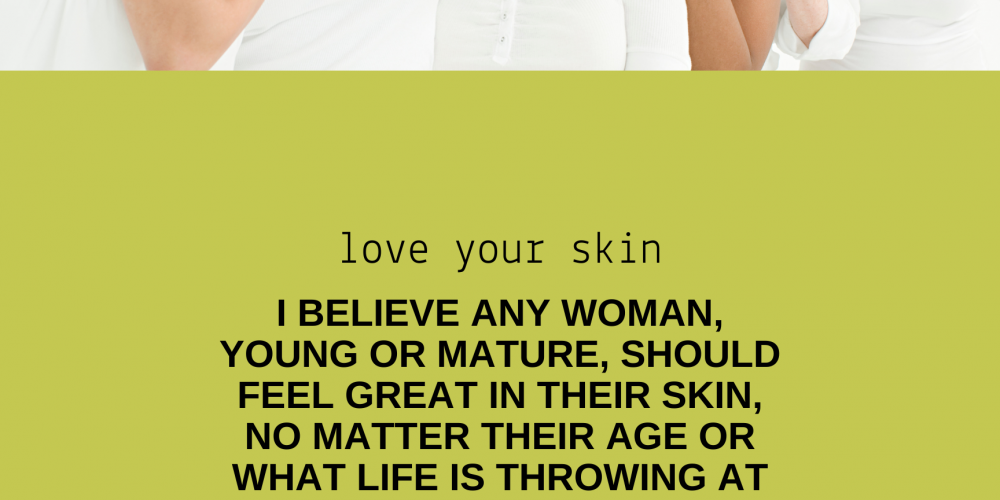 love your skin
I BELIEVE ANY WOMAN,
YOUNG OR MATURE, SHOULD
FEEL GREAT IN THEIR SKIN,
NO MATTER THEIR AGE OR
WHAT LIFE IS THROWING AT